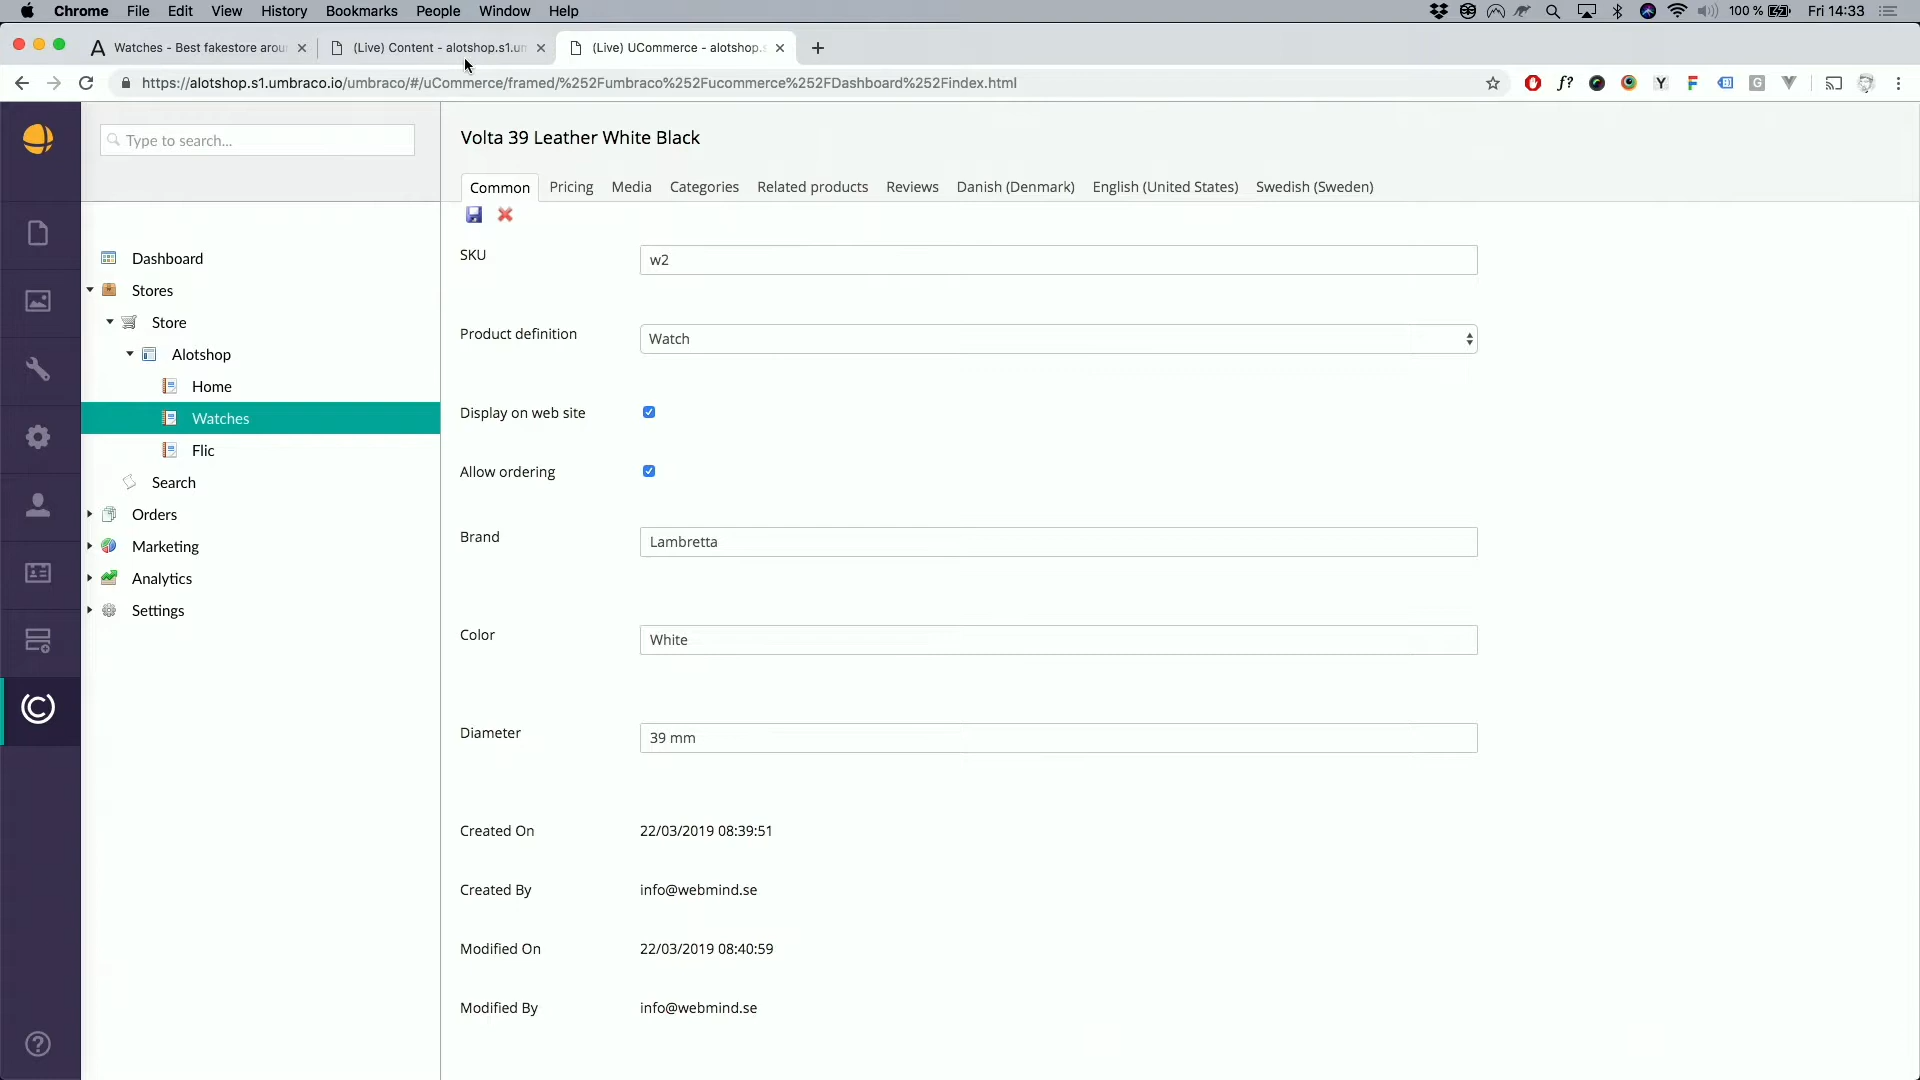 Chrome File Edit View History Bookmarks People Window Help 100 % Fri 14:33
Watches - Best fakestore arou (Live) Content - alotshop.s1.um (Live) UCommerce - alotshop.s
https://alotshop.s1.umbraco.io/umbraco/#/uCommerce/framed/%252Fumbraco%252Fucommerce%252FDashboard%252Findex.html
Type to search...
Dashboard
Stores
Store
Alotshop
Home
Watches
Flic
Search
Orders
Marketing
Analytics
Settings
Volta 39 Leather White Black
Common Pricing Media Categories Related products Reviews Danish (Denmark) English (United States) Swedish (Sweden)
SKU w2
Product definition Watch
Display on web site
Allow ordering
Brand Lambretta
Color White
Diameter 39 mm
Created On 22/03/2019 08:39:51
Created By info@webmind.se
Modified On 22/03/2019 08:40:59
Modified By info@webmind.se